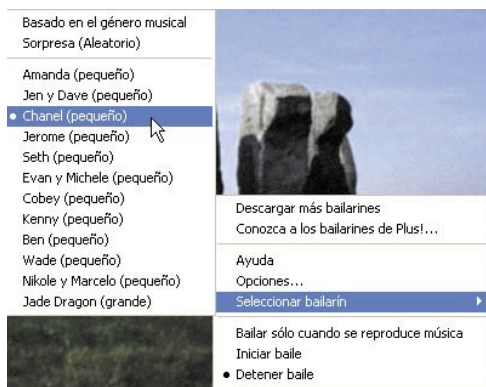 Basado en el género musical
Sorpresa (Aleatorio)
Amanda (pequeño)
Jen y Dave (pequeño)
Chanel (pequeño)
Jerome (pequeño)
Seth (pequeño)
Evan y Michele (pequeño)
Cobey (pequeño)
Kenny (pequeño)
Ben (pequeño)
Wade (pequeño)
Nikole y Marcelo (pequeño)
Jade Dragon (grande)
Descargar más bailarines
Conozca a los bailarines de Plus!...
Ayuda
Opciones...
Seleccionar bailarín
Bailar sólo cuando se reproduce música
Iniciar baile
Detener baile